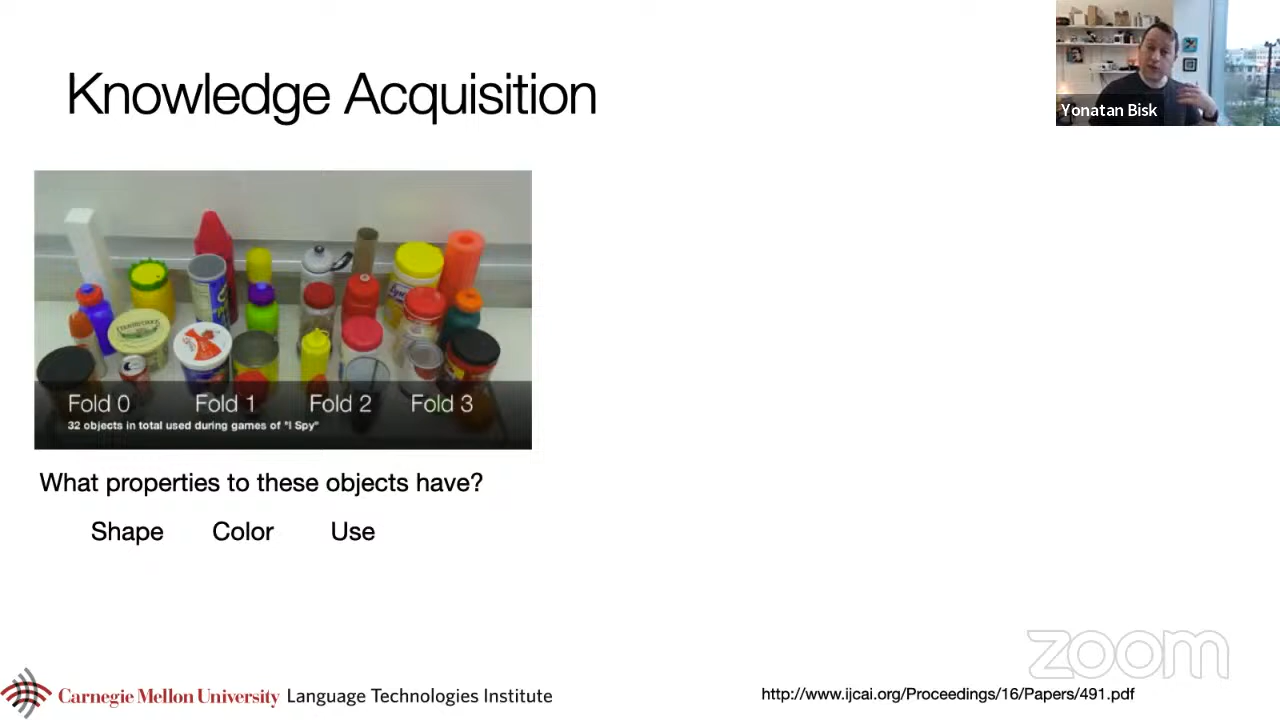 Knowledge Acquisition
Yonatan Bisk
Fold 0 Fold 1 Fold 2 Fold 3
32 objects in total used during games of "I Spy"
What properties to these objects have?
Shape Color Use
zoom
Carnegie Mellon University Language Technologies Institute
http://www.ijcai.org/Proceedings/16/Papers/491.pdf